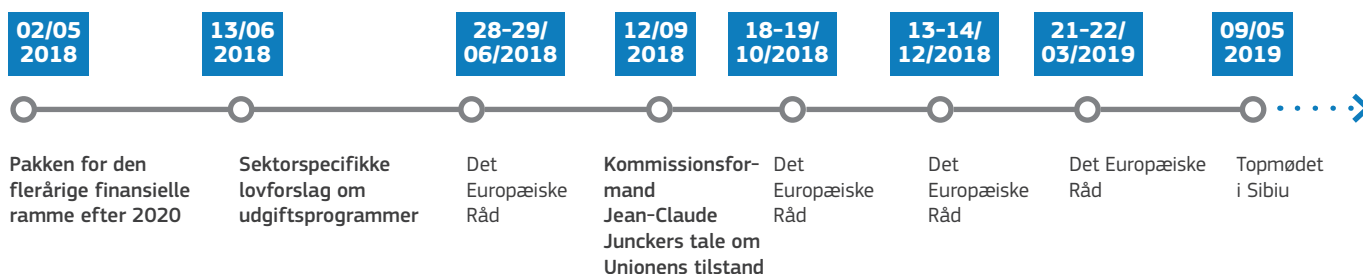 02/05
2018
13/06
2018
28-29/
06/2018
12/09
2018
18-19/
10/2018
13-14/
12/2018
21-22/
03/2019
09/05
2019
Pakken for den
flerårige finansielle
ramme efter 2020
Sektorspecifikke
lovforslag om
udgiftsprogrammer
Det
Europæiske
Råd
Kommissionsfor-
mand
Jean-Claude
Junckers tale om
Unionens tilstand
Det
Europæiske
Råd
Det
Europæiske
Råd
Det Europæiske
Råd
Topmødet
i Sibiu